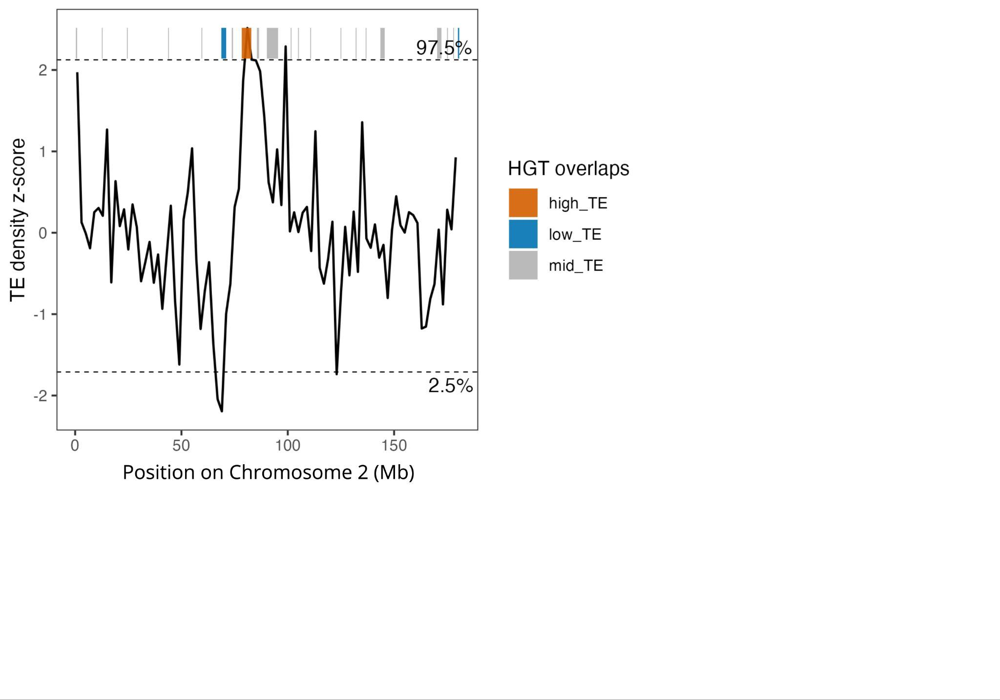 97.5%
2
1
0
-1
-2
TE density z-score
2.5%
0 50 100 150
Position on Chromosome 2 (Mb)
HGT overlaps
high_TE
low_TE
mid_TE